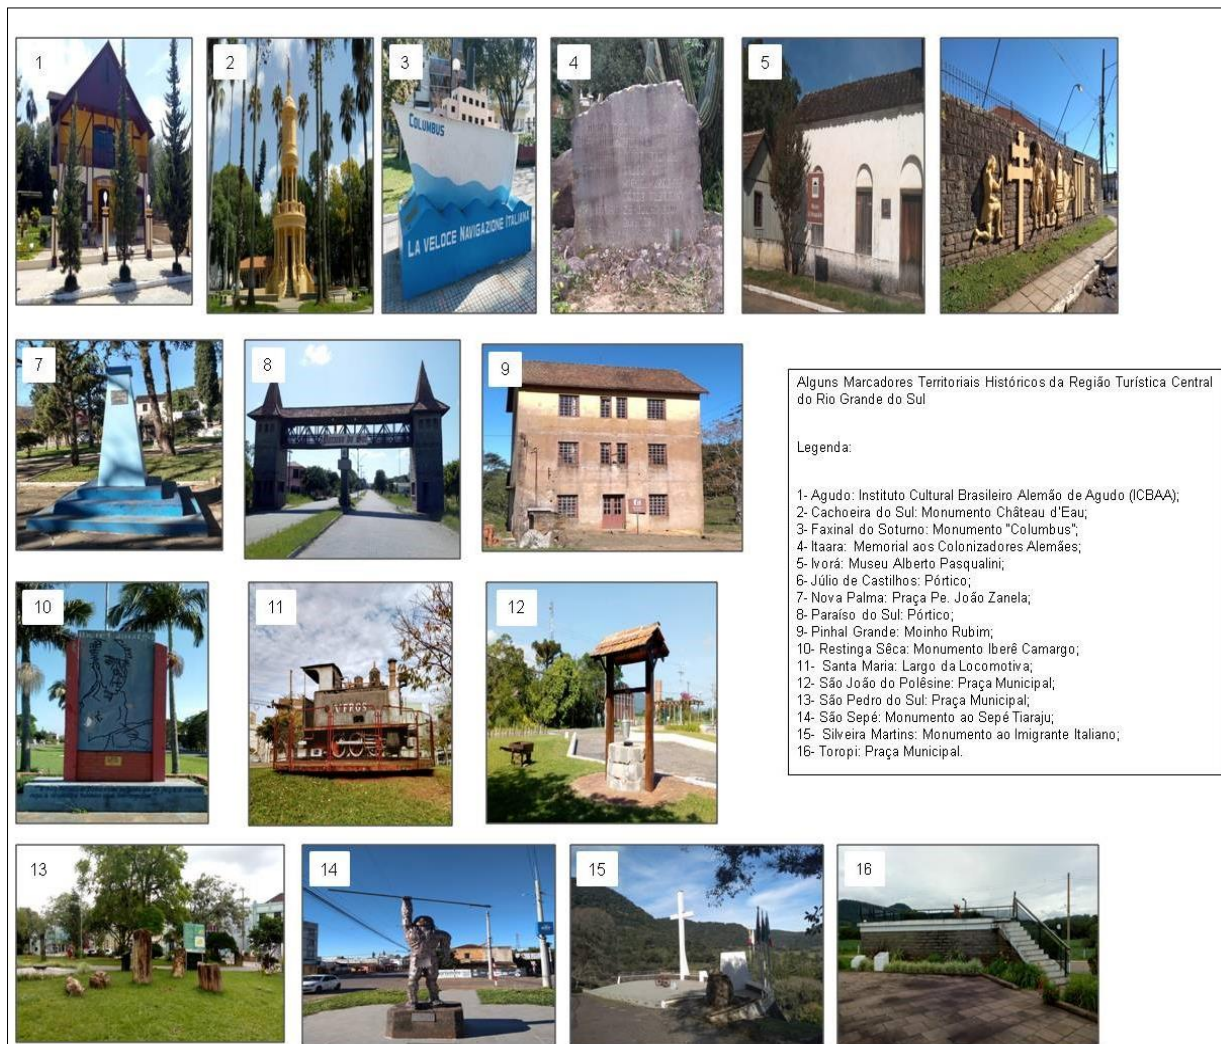 1
2
3
4
5
COLUMBUS
LA VELOCE NAVIGAZIONE ITALIANA
7
8
9
Alguns Marcadores Territoriais Históricos da Região Turística Central
do Rio Grande do Sul
Legenda:
1- Agudo: Instituto Cultural Brasileiro Alemão de Agudo (ICBAA);
2- Cachoeira do Sul: Monumento Château d'Eau;
3- Faxinal do Soturno: Monumento "Columbus";
4- Itaara: Memorial aos Colonizadores Alemães;
5- Ivorá: Museu Alberto Pasqualini;
6- Júlio de Castilhos: Pórtico;
7- Nova Palma: Praça Pe. João Zanela;
8- Paraíso do Sul: Pórtico;
9- Pinhal Grande: Moinho Rubim;
10- Restinga Sêca: Monumento Iberê Camargo;
11- Santa Maria: Largo da Locomotiva;
12- São João do Polêsine: Praça Municipal;
13- São Pedro do Sul: Praça Municipal;
14- São Sepé: Monumento ao Sepé Tiaraju;
15- Silveira Martins: Monumento ao Imigrante Italiano;
16- Toropi: Praça Municipal.
10
11
12
VFRGS
13
14
15
16